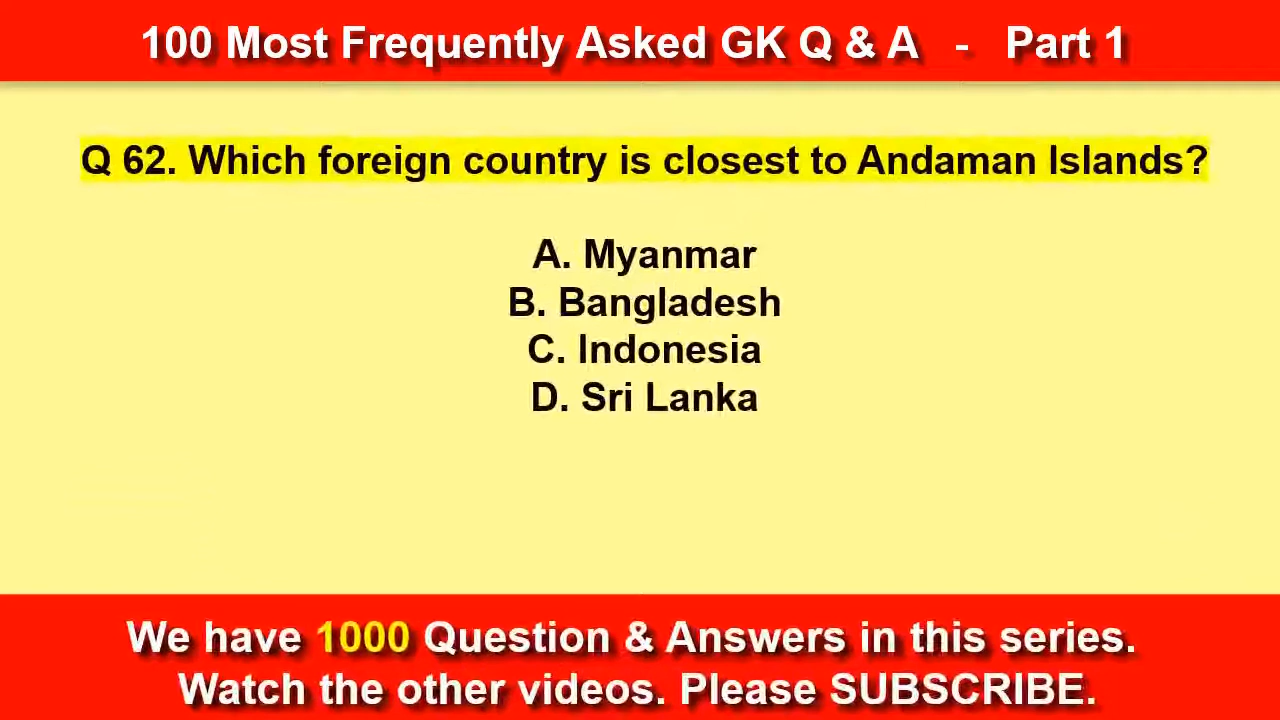 100 Most Frequently Asked GK Q & A - Part 1
Q 62. Which foreign country is closest to Andaman Islands?
A. Myanmar
B. Bangladesh
C. Indonesia
D. Sri Lanka
We have 1000 Question & Answers in this series.
Watch the other videos. Please SUBSCRIBE.